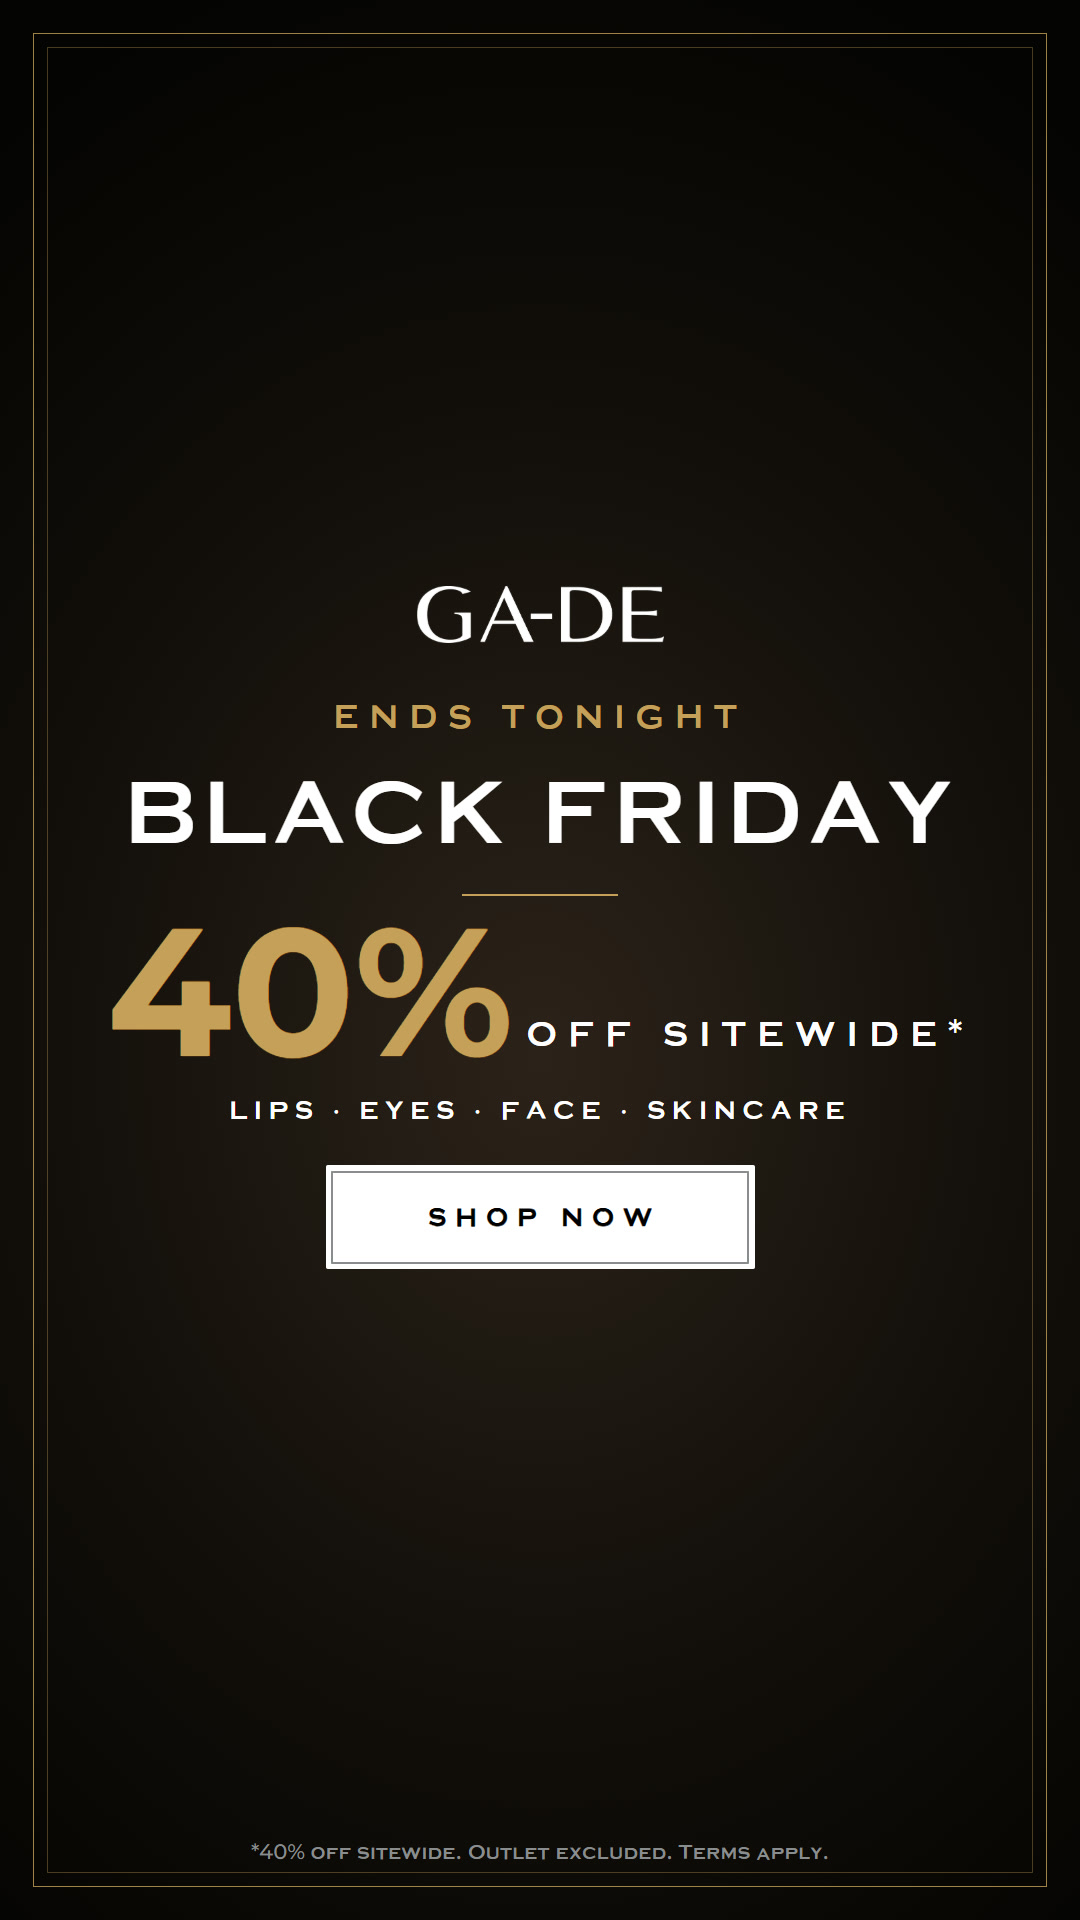 GA-DE
ENDS TONIGHT
BLACK FRIDAY
40% OFF SITEWIDE*
LIPS · EYES · FACE · SKINCARE
SHOP NOW
*40% OFF SITEWIDE. OUTLET EXCLUDED. TERMS APPLY.